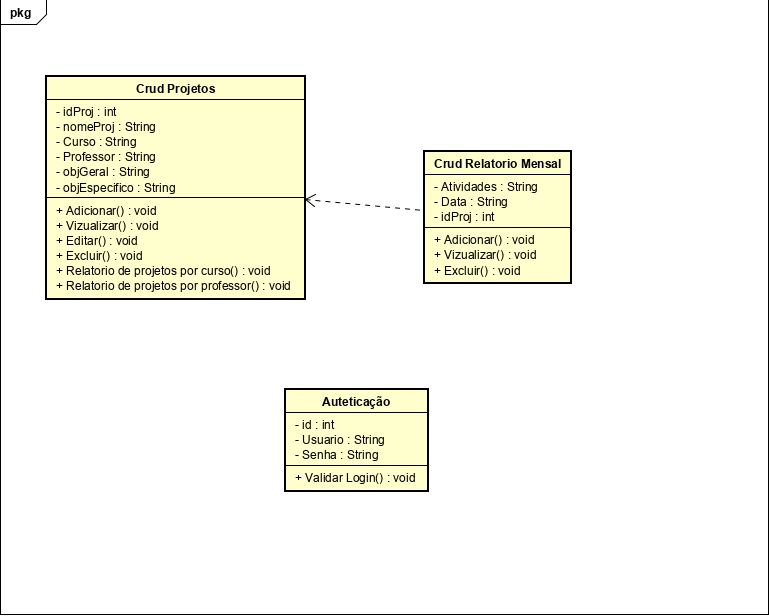 pkg
Crud Projetos
- idProj : int
- nomeProj : String
- Curso : String
- Professor : String
- objGeral : String
- objEspecifico : String
+ Adicionar() : void
+ Vizualizar() : void
+ Editar() : void
+ Excluir() : void
+ Relatorio de projetos por curso() : void
+ Relatorio de projetos por professor() : void
Crud Relatorio Mensal
- Atividades : String
- Data : String
- idProj : int
+ Adicionar() : void
+ Vizualizar() : void
+ Excluir() : void
Auteticação
- id : int
- Usuario : String
- Senha : String
+ Validar Login() : void